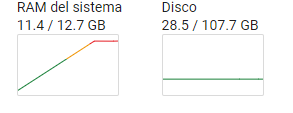 RAM del sistema
11.4 / 12.7 GB
Disco
28.5 / 107.7 GB